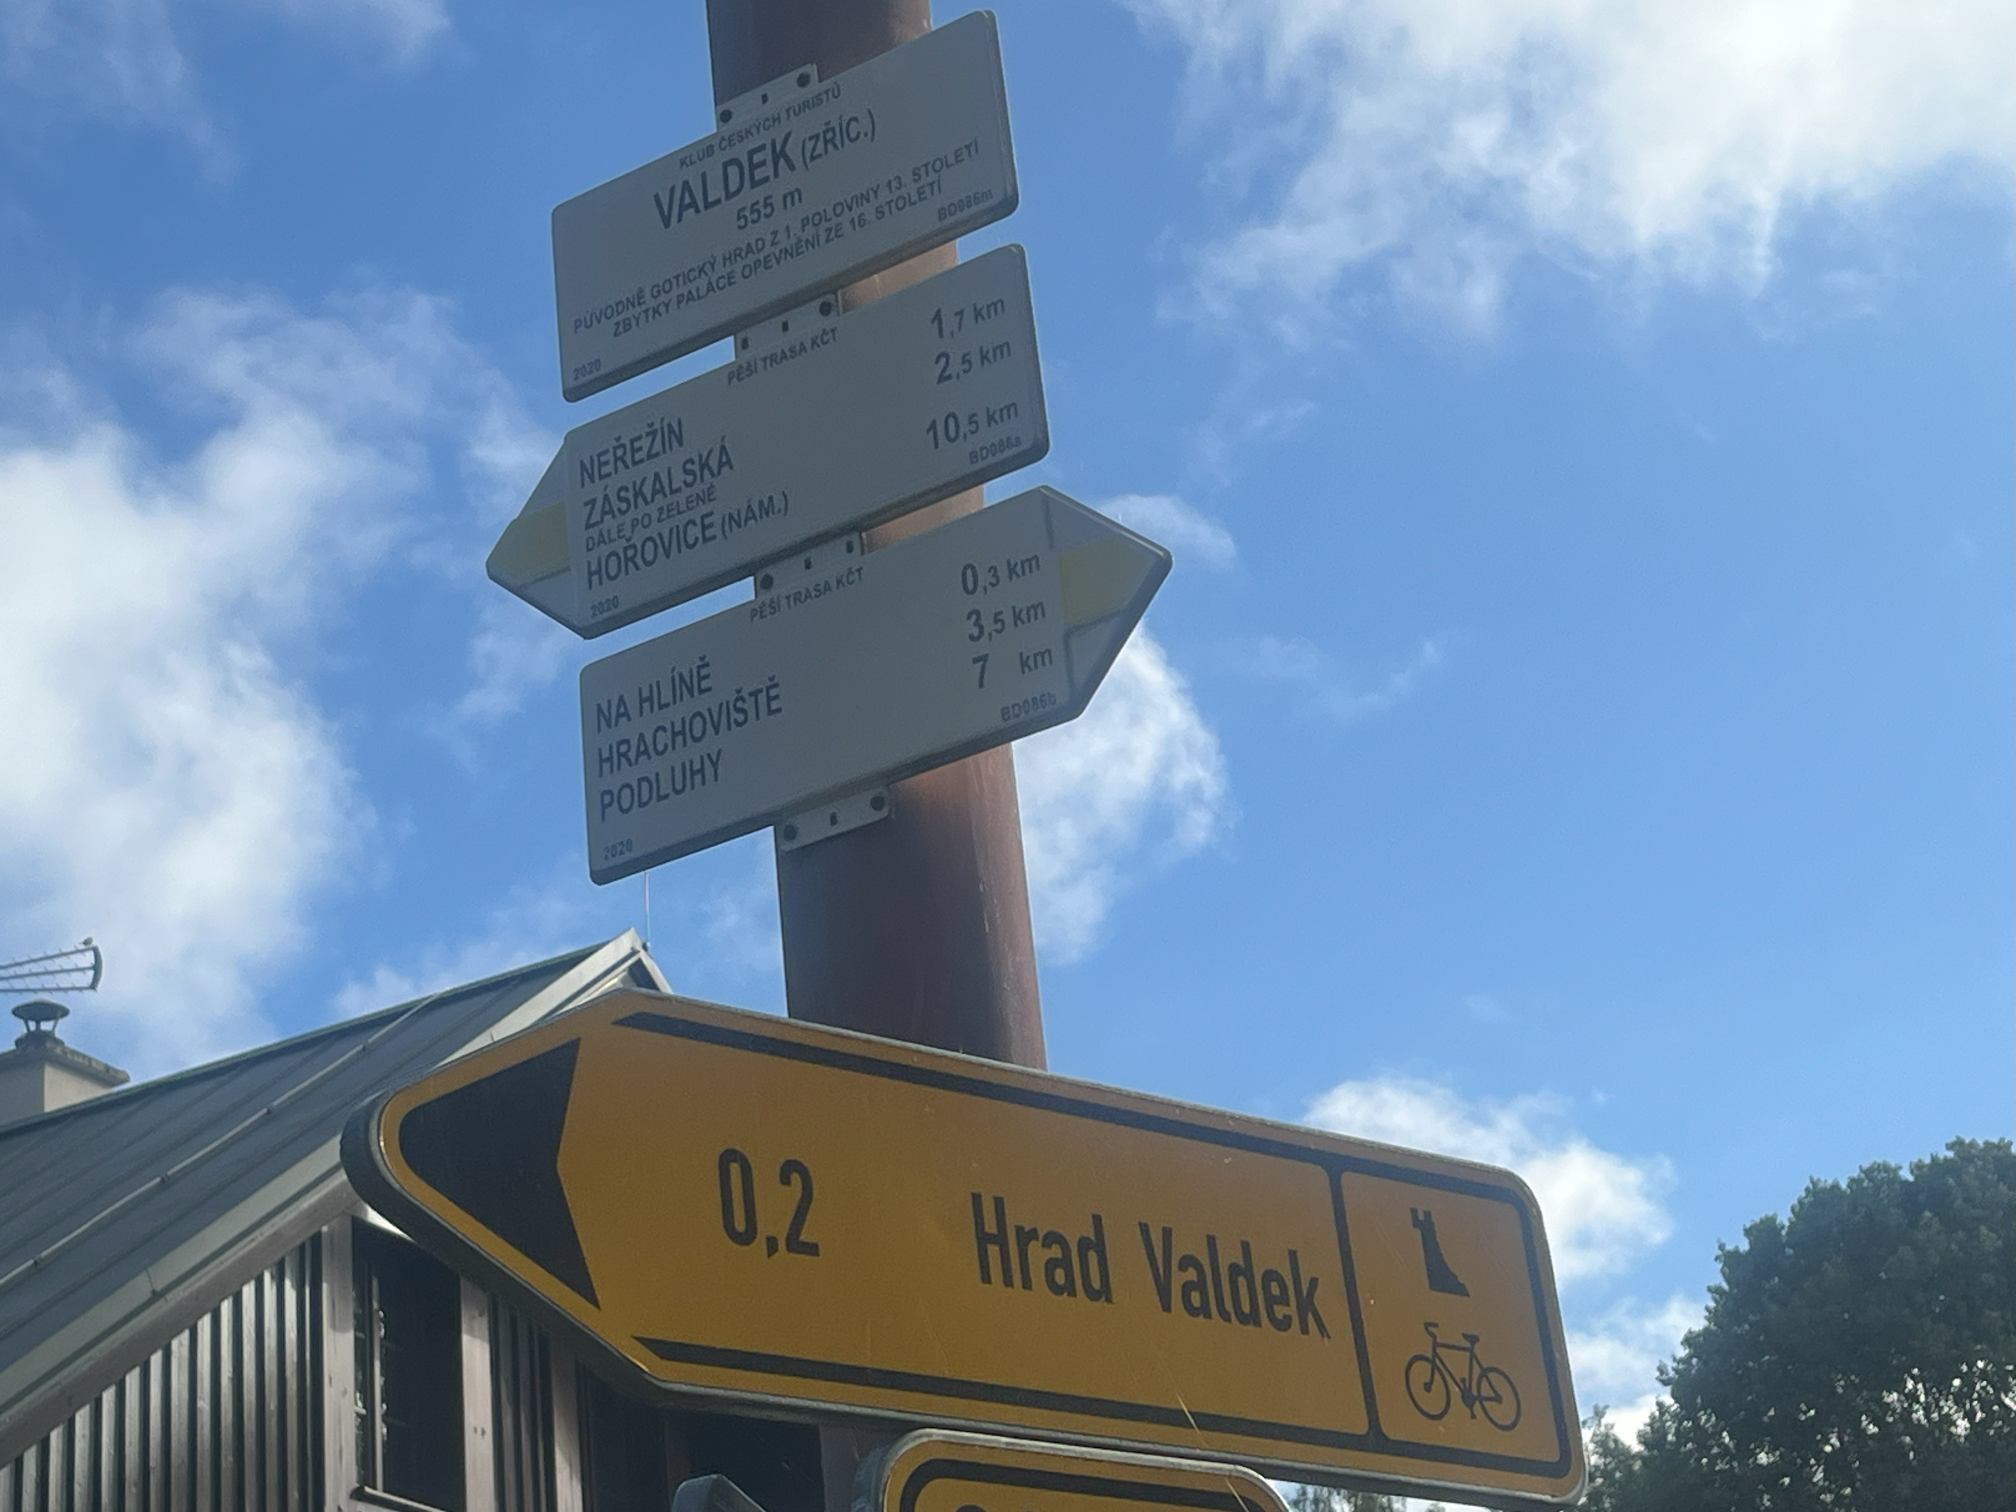 KLUB ČESKÝCH TURISTŮ
VALDEK (ZŘÍC.)
555 m
PŮVODNĚ GOTICKÝ HRAD Z 1. POLOVINY 13. STOLETÍ
ZBYTKY PALÁCE OPEVNĚNÍ ZE 16. STOLETÍ
2020 BD086m
PĚŠÍ TRASA KČT
NEŘEŽÍN 1,7 km
ZÁSKALSKÁ 2,5 km
DÁLE PO ZELENÉ
HOŘOVICE (NÁM.) 10,5 km
2020 BD086a
PĚŠÍ TRASA KČT
NA HLÍNĚ 0,3 km
HRACHOVIŠTĚ 3,5 km
PODLUHY 7 km
2020 BD086b
0,2 Hrad Valdek